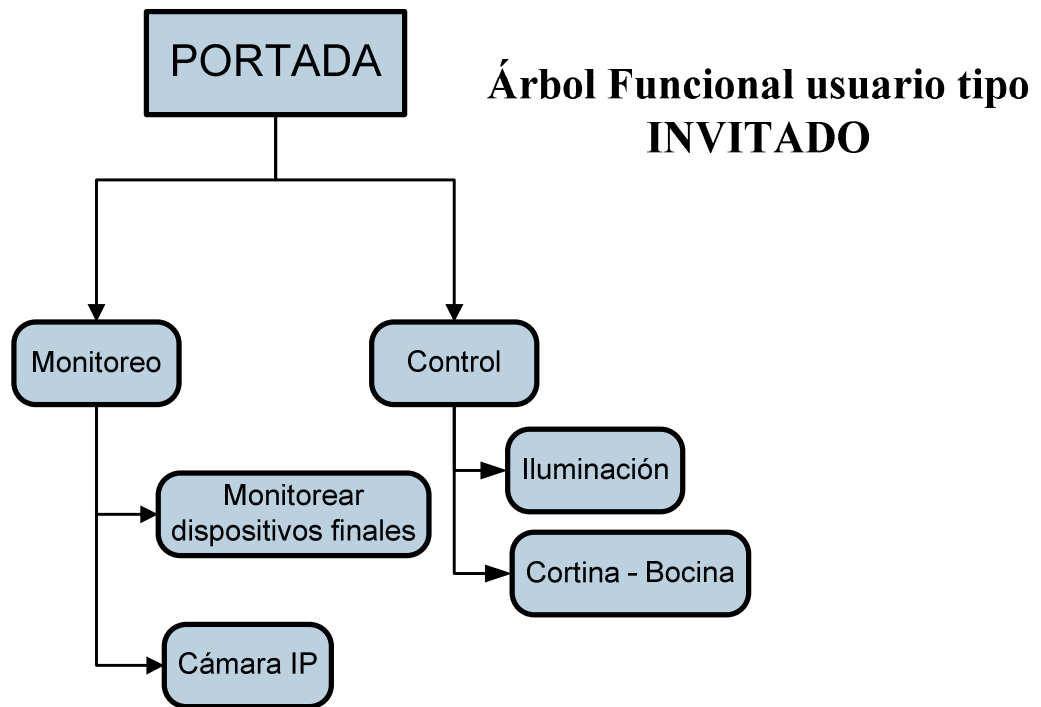 PORTADA
Árbol Funcional usuario tipo
INVITADO
Monitoreo
Control
Iluminación
Monitorear
dispositivos finales
Cortina - Bocina
Cámara IP